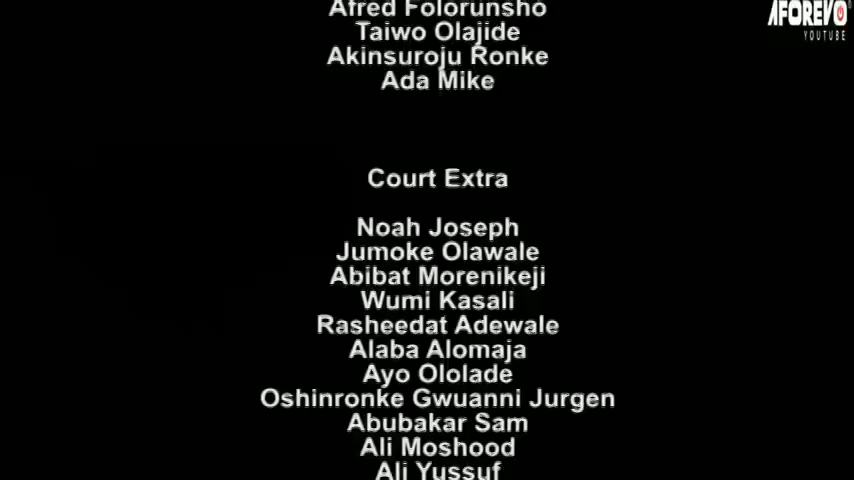 Afred Folorunsho
Taiwo Olajide
Akinsuroju Ronke
Ada Mike
AFOREVO
YOUTUBE
Court Extra
Noah Joseph
Jumoke Olawale
Abibat Morenikeji
Wumi Kasali
Rasheedat Adewale
Alaba Alomaja
Ayo Ololade
Oshinronke Gwuanni Jurgen
Abubakar Sam
Ali Moshood
Ali Yussuf